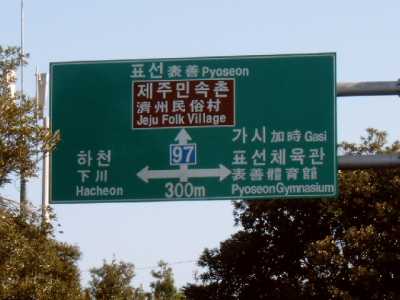 표선 表善 Pyoseon
제주민속촌
濟州民俗村
Jeju Folk Village
97
하천
下川
Hacheon
가시 加時 Gasi
표선체육관
表善體育館
Pyoseon Gymnasium
300m